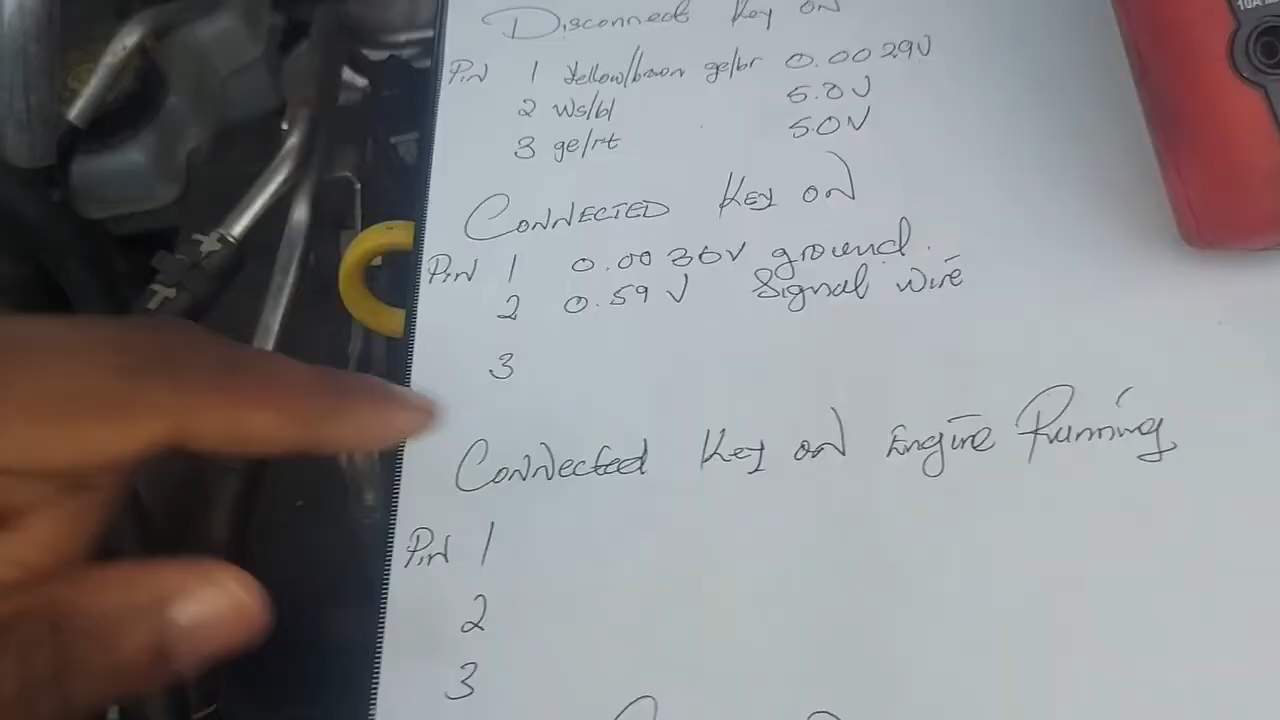 Disconnect Key ON
PIN 1 Yellow/brown ge/br 0.0029V
2 ws/bl 5.0V
3 ge/rt 5.0V
CONNECTED KEY ON
PIN 1 0.0030V ground.
2 0.59 V Signal wire
3
Connected Key on Engine Running
Pin 1
2
3
10A